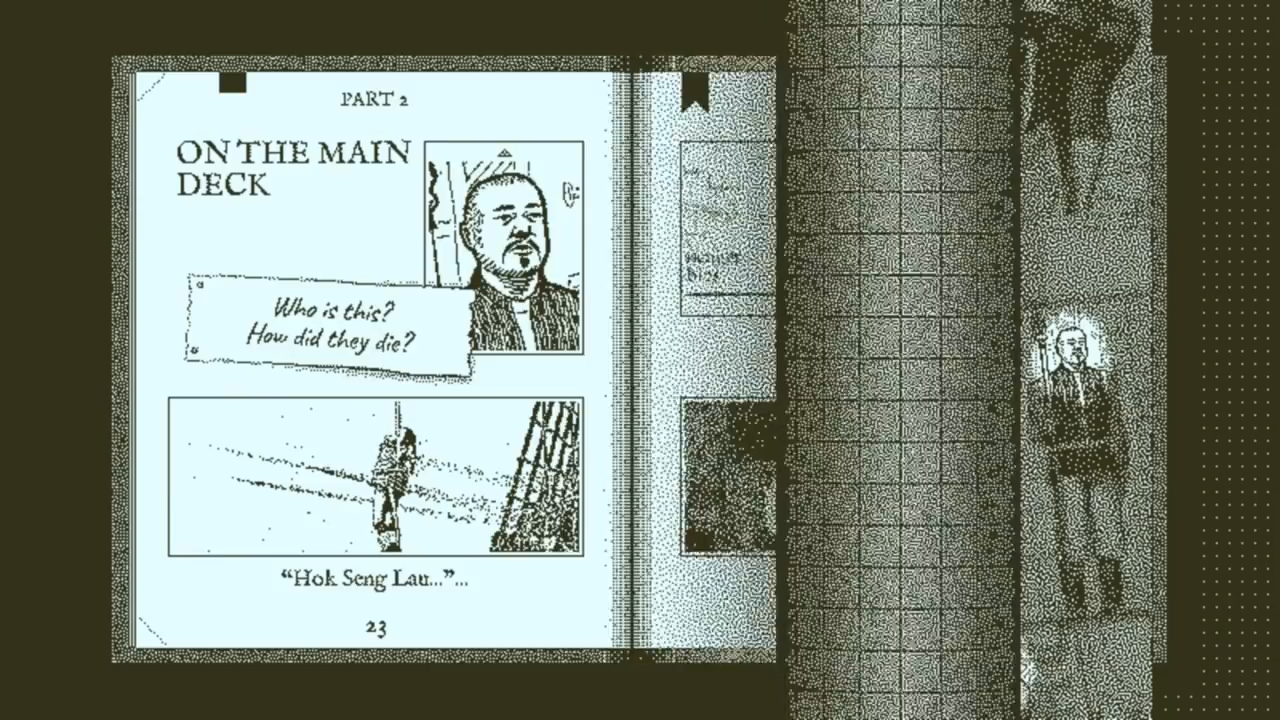 PART 2
ON THE MAIN
DECK
Who is this?
How did they die?
“Hok Seng Lau...”...
23